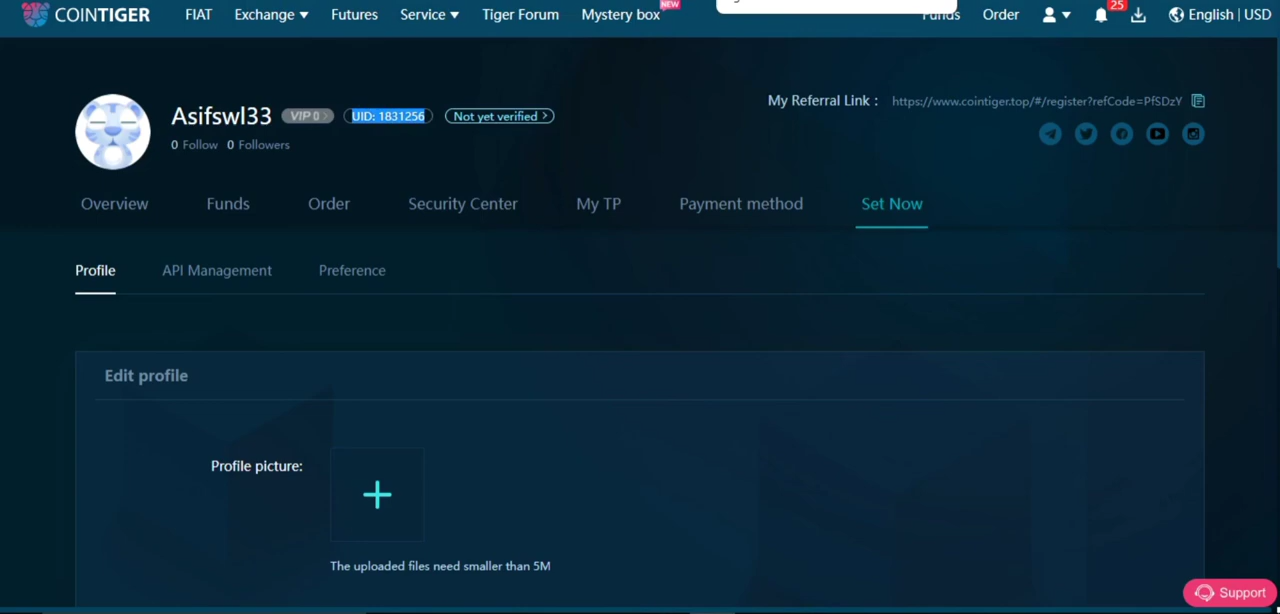 COINTIGER FIAT Exchange Futures Service Tiger Forum Mystery box NEW Funds Order 25 English | USD
Asifswl33 VIP 0 UID: 1831256 Not yet verified
My Referral Link : https://www.cointiger.top/#/register?refCode=PfSDzY
0 Follow 0 Followers
Overview Funds Order Security Center My TP Payment method Set Now
Profile API Management Preference
Edit profile
Profile picture:
The uploaded files need smaller than 5M
Support